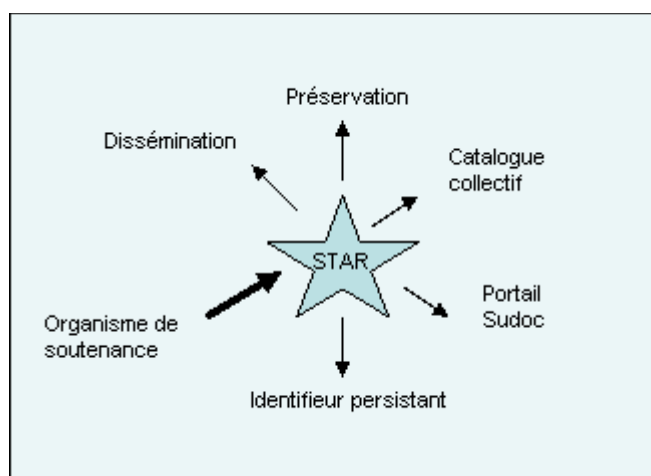 Préservation
Dissémination
Catalogue
collectif
STAR
Portail
Sudoc
Organisme de
soutenance
Identifieur persistant